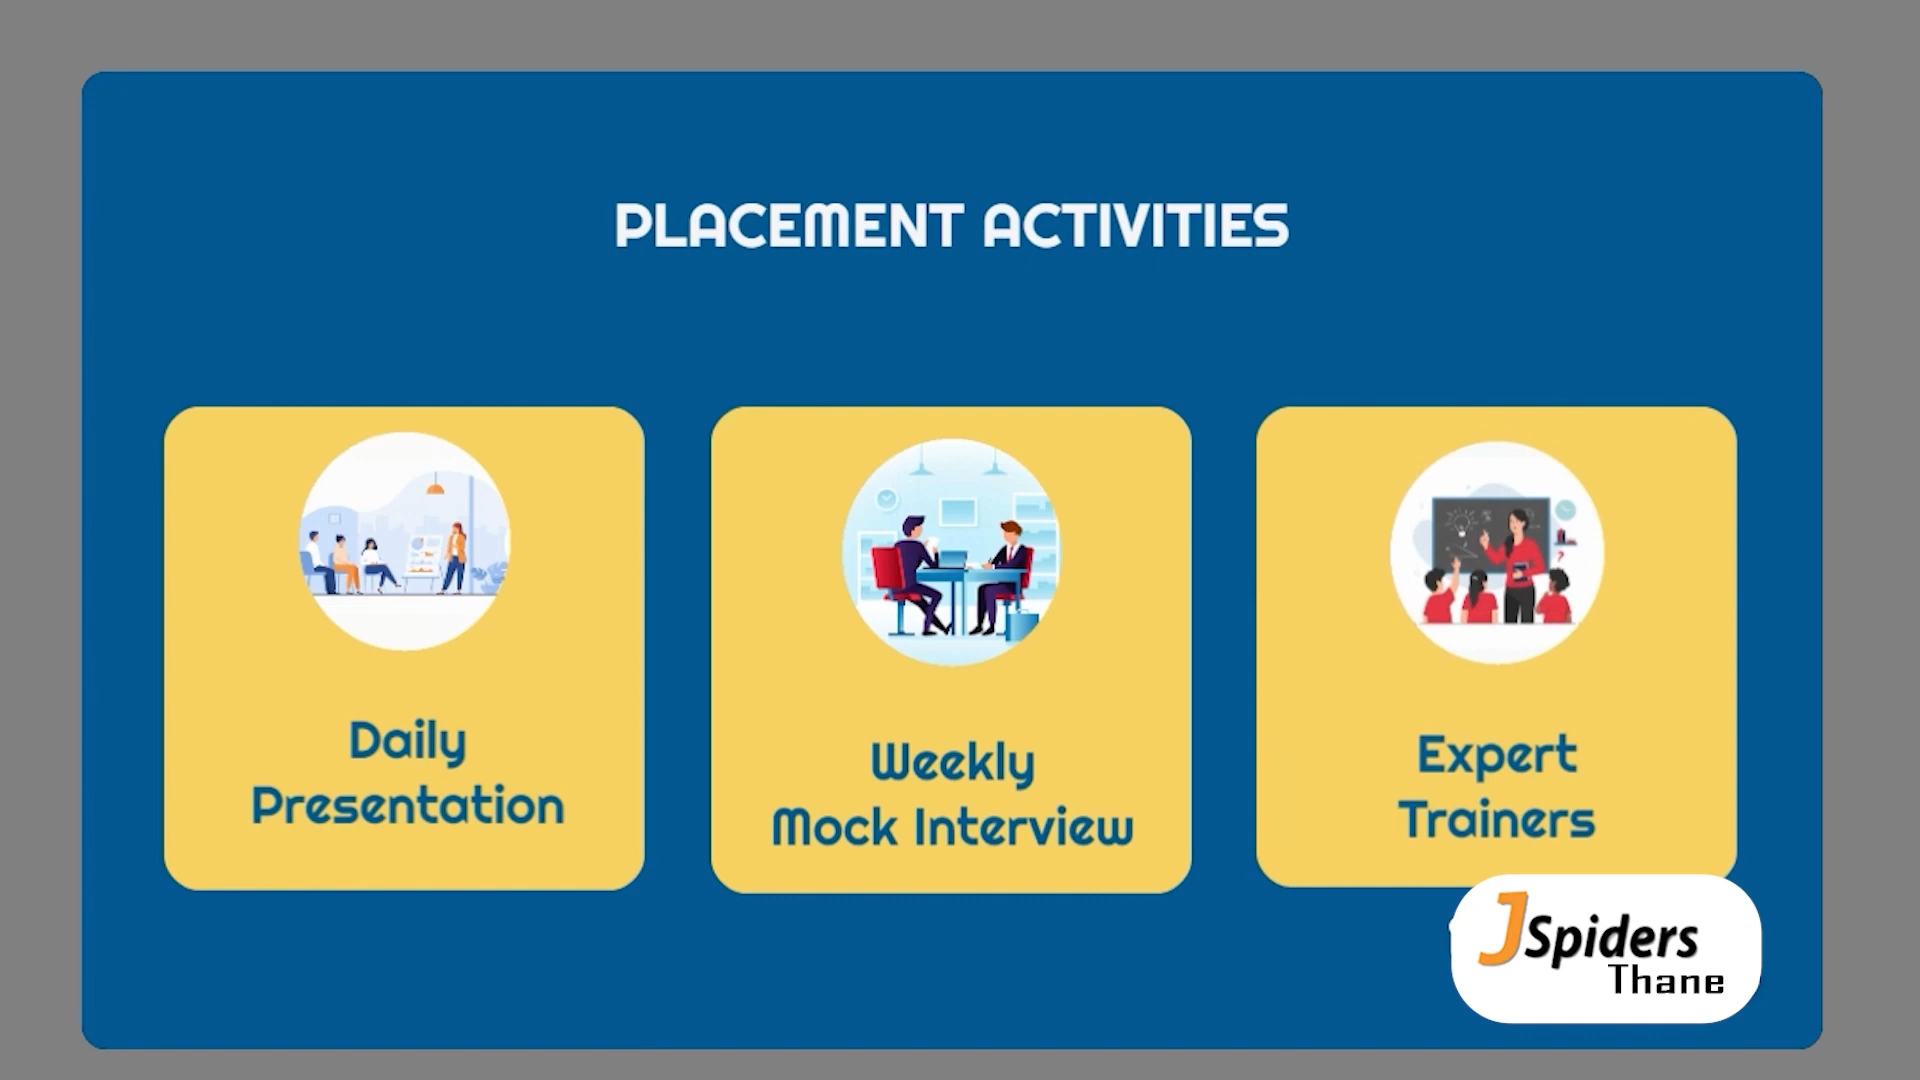 PLACEMENT ACTIVITIES
Daily
Presentation
Weekly
Mock Interview
Expert
Trainers
JSpiders
Thane